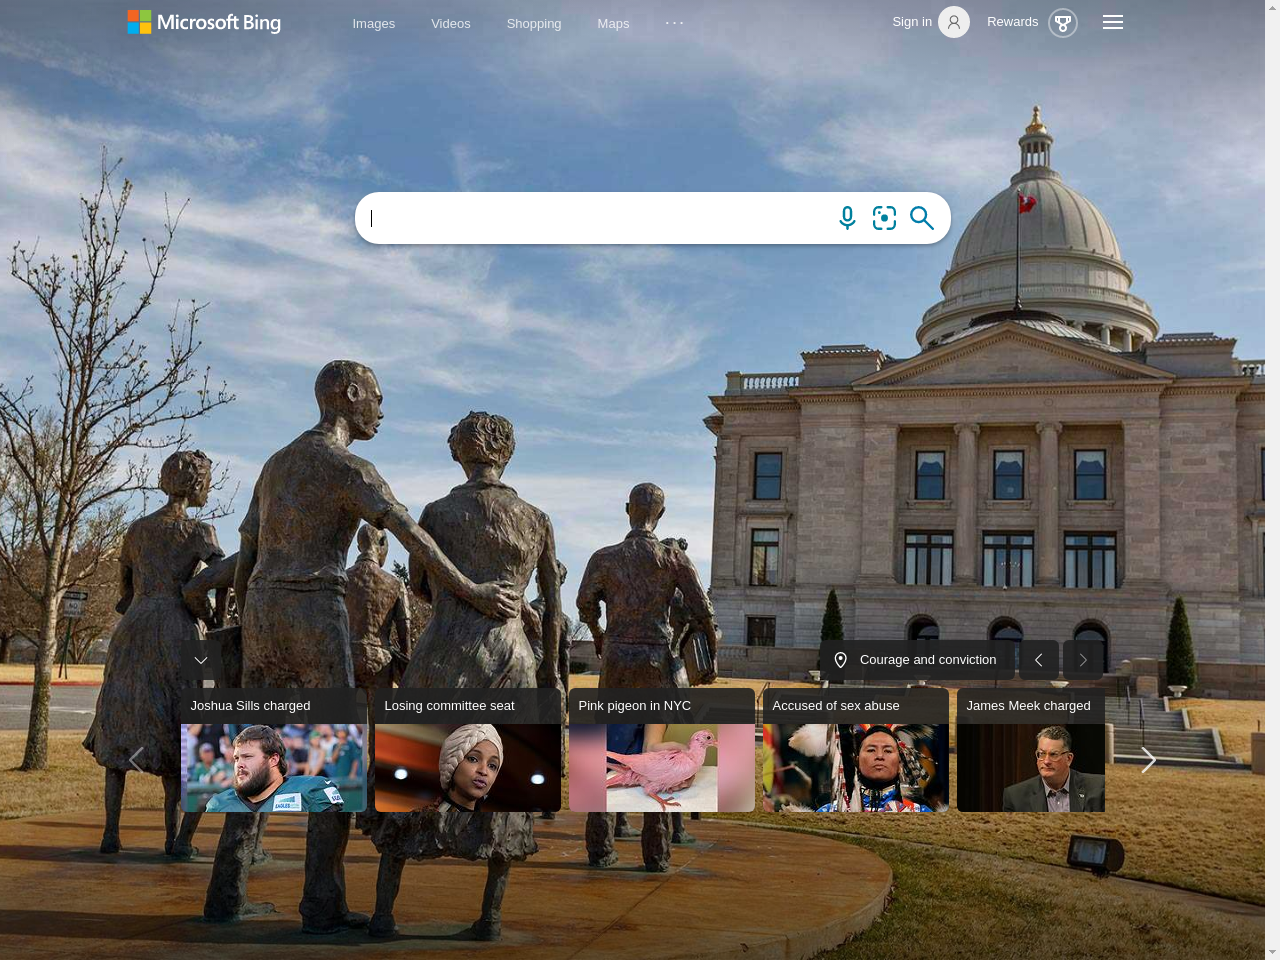 Microsoft Bing
Images
Videos
Shopping
Maps
Sign in
Rewards
Courage and conviction
Joshua Sills charged
Losing committee seat
Pink pigeon in NYC
Accused of sex abuse
James Meek charged